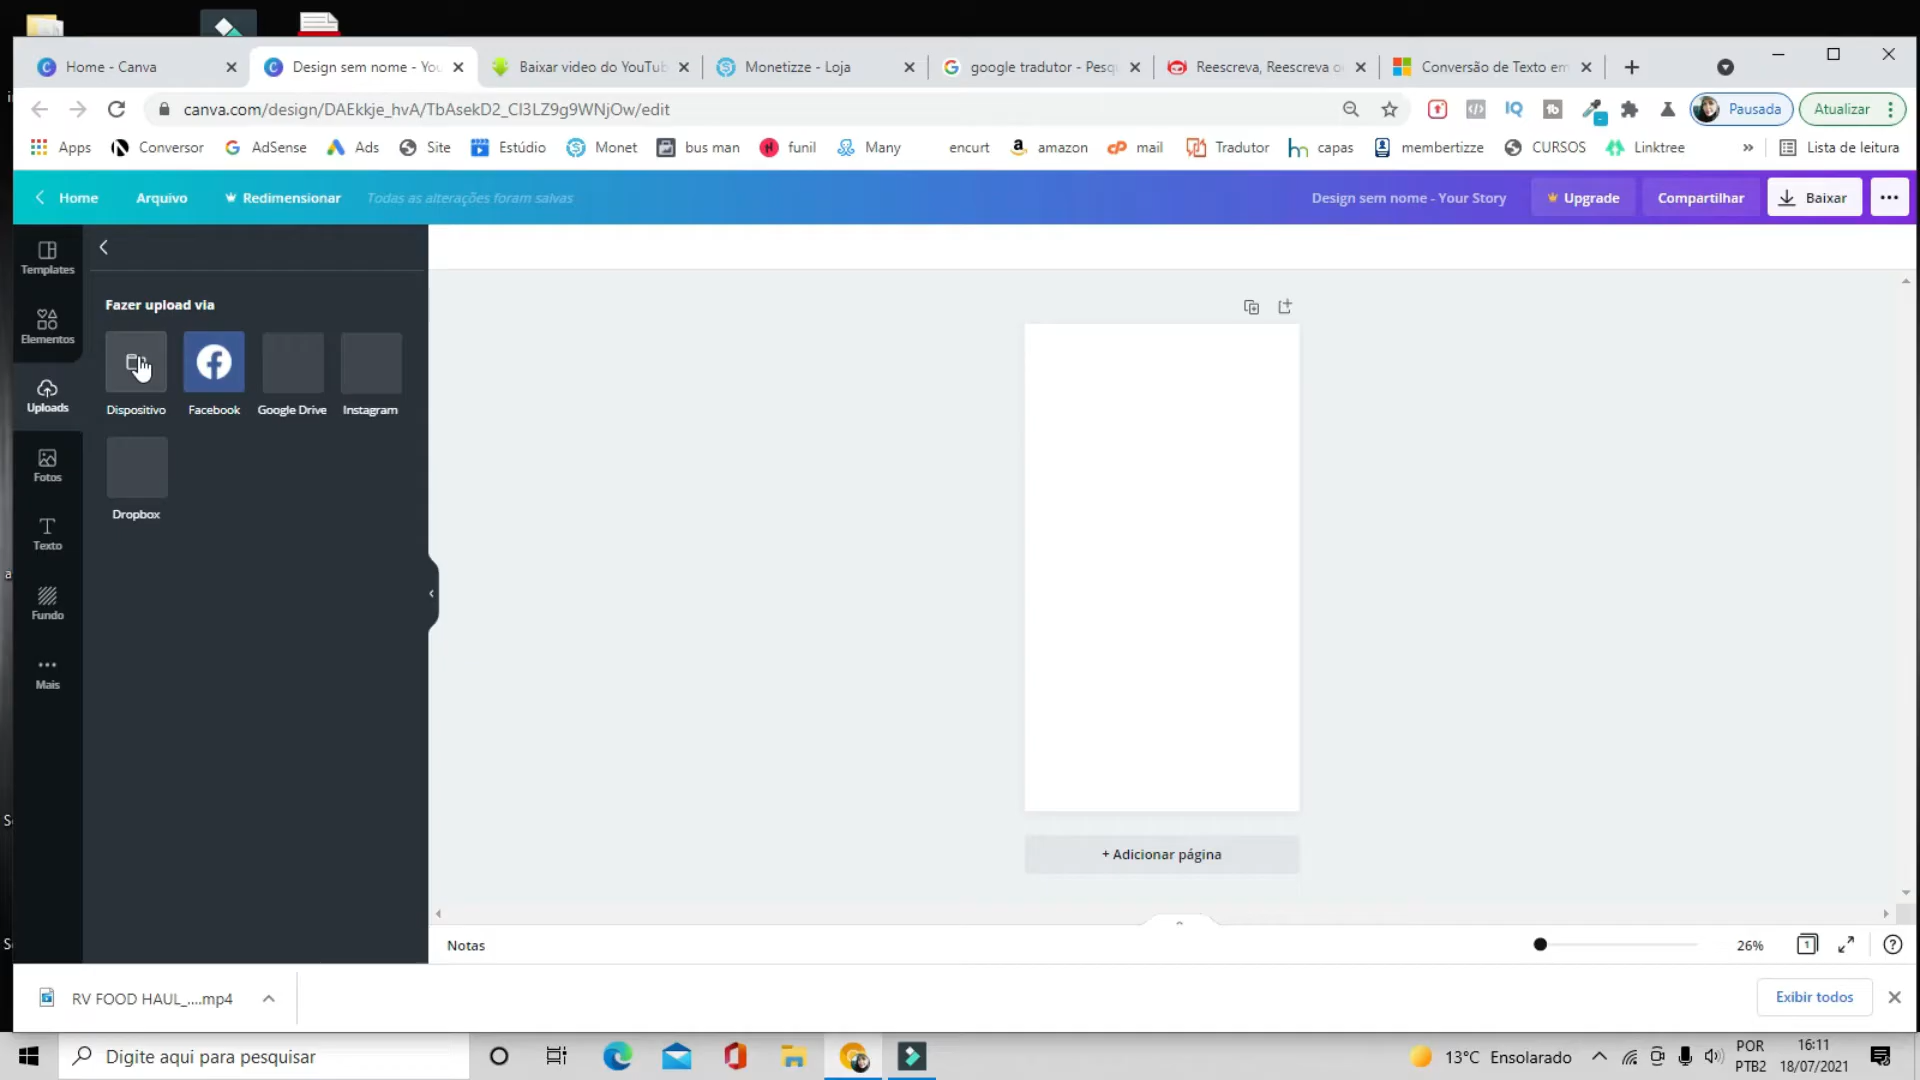 Home - Canva
Design sem nome - You
Baixar video do YouTub
Monetizze - Loja
google tradutor - Pesqu
Reescreva, Reescreva o
Conversão de Texto em
canva.com/design/DAEkkje_hvA/TbAsekD2_CI3LZ9g9WNjOw/edit
Pausada
Atualizar
Apps
Conversor
AdSense
Ads
Site
Estúdio
Monet
bus man
funil
Many
encurt
amazon
mail
Tradutor
capas
membertizze
CURSOS
Linktree
»
Lista de leitura
Home
Arquivo
Redimensionar
Todas as alterações foram salvas
Design sem nome - Your Story
Upgrade
Compartilhar
Baixar
Templates
Elementos
Uploads
Fotos
Texto
Fundo
Mais
Fazer upload via
Dispositivo
Facebook
Google Drive
Instagram
Dropbox
+ Adicionar página
Notas
26%
1
RV FOOD HAUL_....mp4
Exibir todos
Digite aqui para pesquisar
13°C Ensolarado
POR
PTB2
16:11
18/07/2021